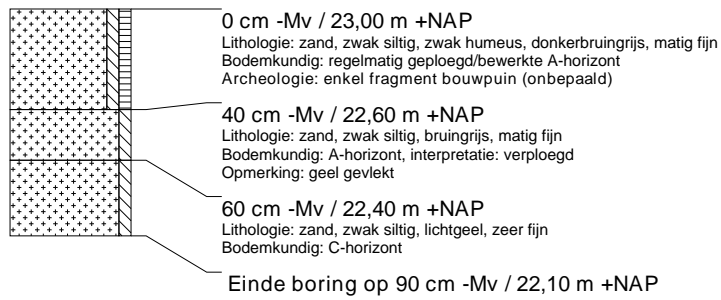 0 cm -Mv / 23,00 m +NAP
Lithologie: zand, zwak siltig, zwak humeus, donkerbruingrijs, matig fijn
Bodemkundig: regelmatig geploegd/bewerkte A-horizont
Archeologie: enkel fragment bouwpuin (onbepaald)
40 cm -Mv / 22,60 m +NAP
Lithologie: zand, zwak siltig, bruingrijs, matig fijn
Bodemkundig: A-horizont, interpretatie: verploegd
Opmerking: geel gevlekt
60 cm -Mv / 22,40 m +NAP
Lithologie: zand, zwak siltig, lichtgeel, zeer fijn
Bodemkundig: C-horizont
Einde boring op 90 cm -Mv / 22,10 m +NAP